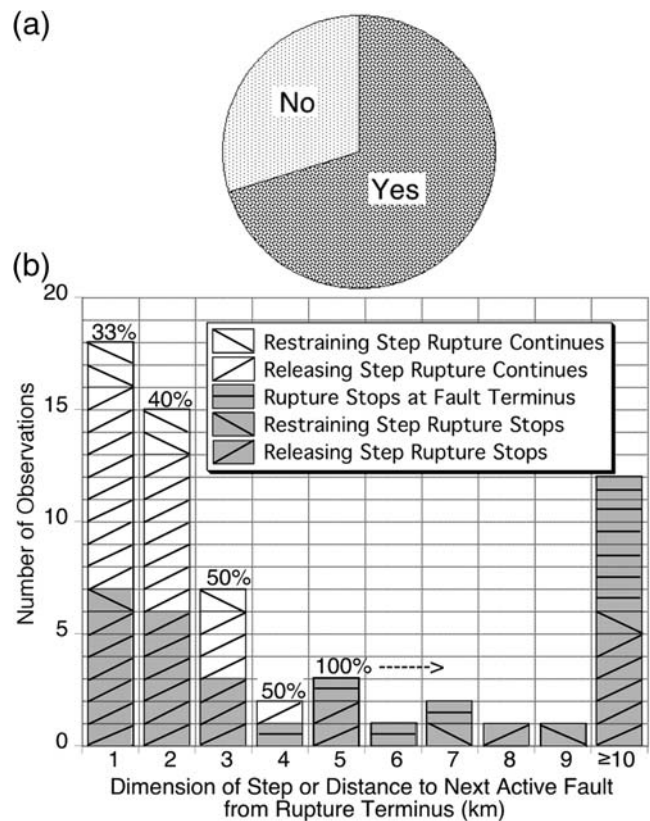 (a)
No
Yes
(b)
20
15
10
5
0
Number of Observations
33%
40%
50%
50%
100%
Restraining Step Rupture Continues
Releasing Step Rupture Continues
Rupture Stops at Fault Terminus
Restraining Step Rupture Stops
Releasing Step Rupture Stops
1 2 3 4 5 6 7 8 9 ≥10
Dimension of Step or Distance to Next Active Fault
from Rupture Terminus (km)